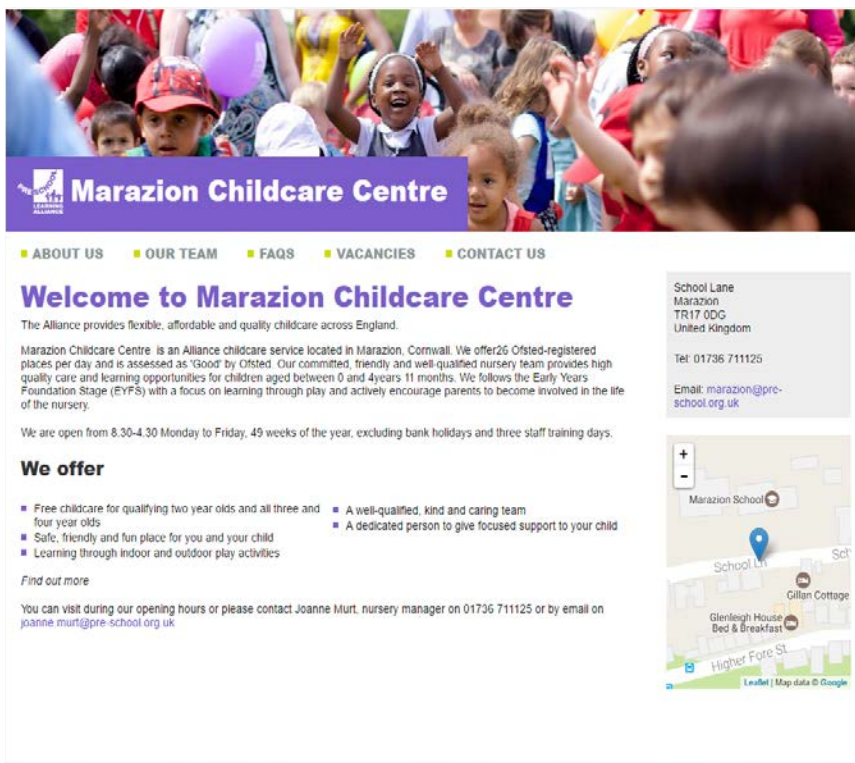 PRE-SCHOOL
LEARNING
ALLIANCE
Marazion Childcare Centre
ABOUT US
OUR TEAM
FAQS
VACANCIES
CONTACT US
Welcome to Marazion Childcare Centre
The Alliance provides flexible, affordable and quality childcare across England.
Marazion Childcare Centre is an Alliance childcare service located in Marazion, Cornwall. We offer26 Ofsted-registered
places per day and is assessed as 'Good' by Ofsted. Our committed, friendly and well-qualified nursery team provides high
quality care and learning opportunities for children aged between 0 and 4years 11 months. We follows the Early Years
Foundation Stage (EYFS) with a focus on learning through play and actively encourage parents to become involved in the life
of the nursery.
We are open from 8.30-4.30 Monday to Friday, 49 weeks of the year, excluding bank holidays and three staff training days.
We offer
Free childcare for qualifying two year olds and all three and
four year olds
Safe, friendly and fun place for you and your child
Learning through indoor and outdoor play activities
A well-qualified, kind and caring team
A dedicated person to give focused support to your child
Find out more
You can visit during our opening hours or please contact Joanne Murt, nursery manager on 01736 711125 or by email on
joanne.murt@pre-school.org.uk
School Lane
Marazion
TR17 0DG
United Kingdom
Tel: 01736 711125
Email: marazion@pre-
school.org.uk
+
-
Marazion School
School Ln
Sch
Gillan Cottage
Glenleigh House
Bed & Breakfast
Higher Fore St
Leaflet | Map data © Google